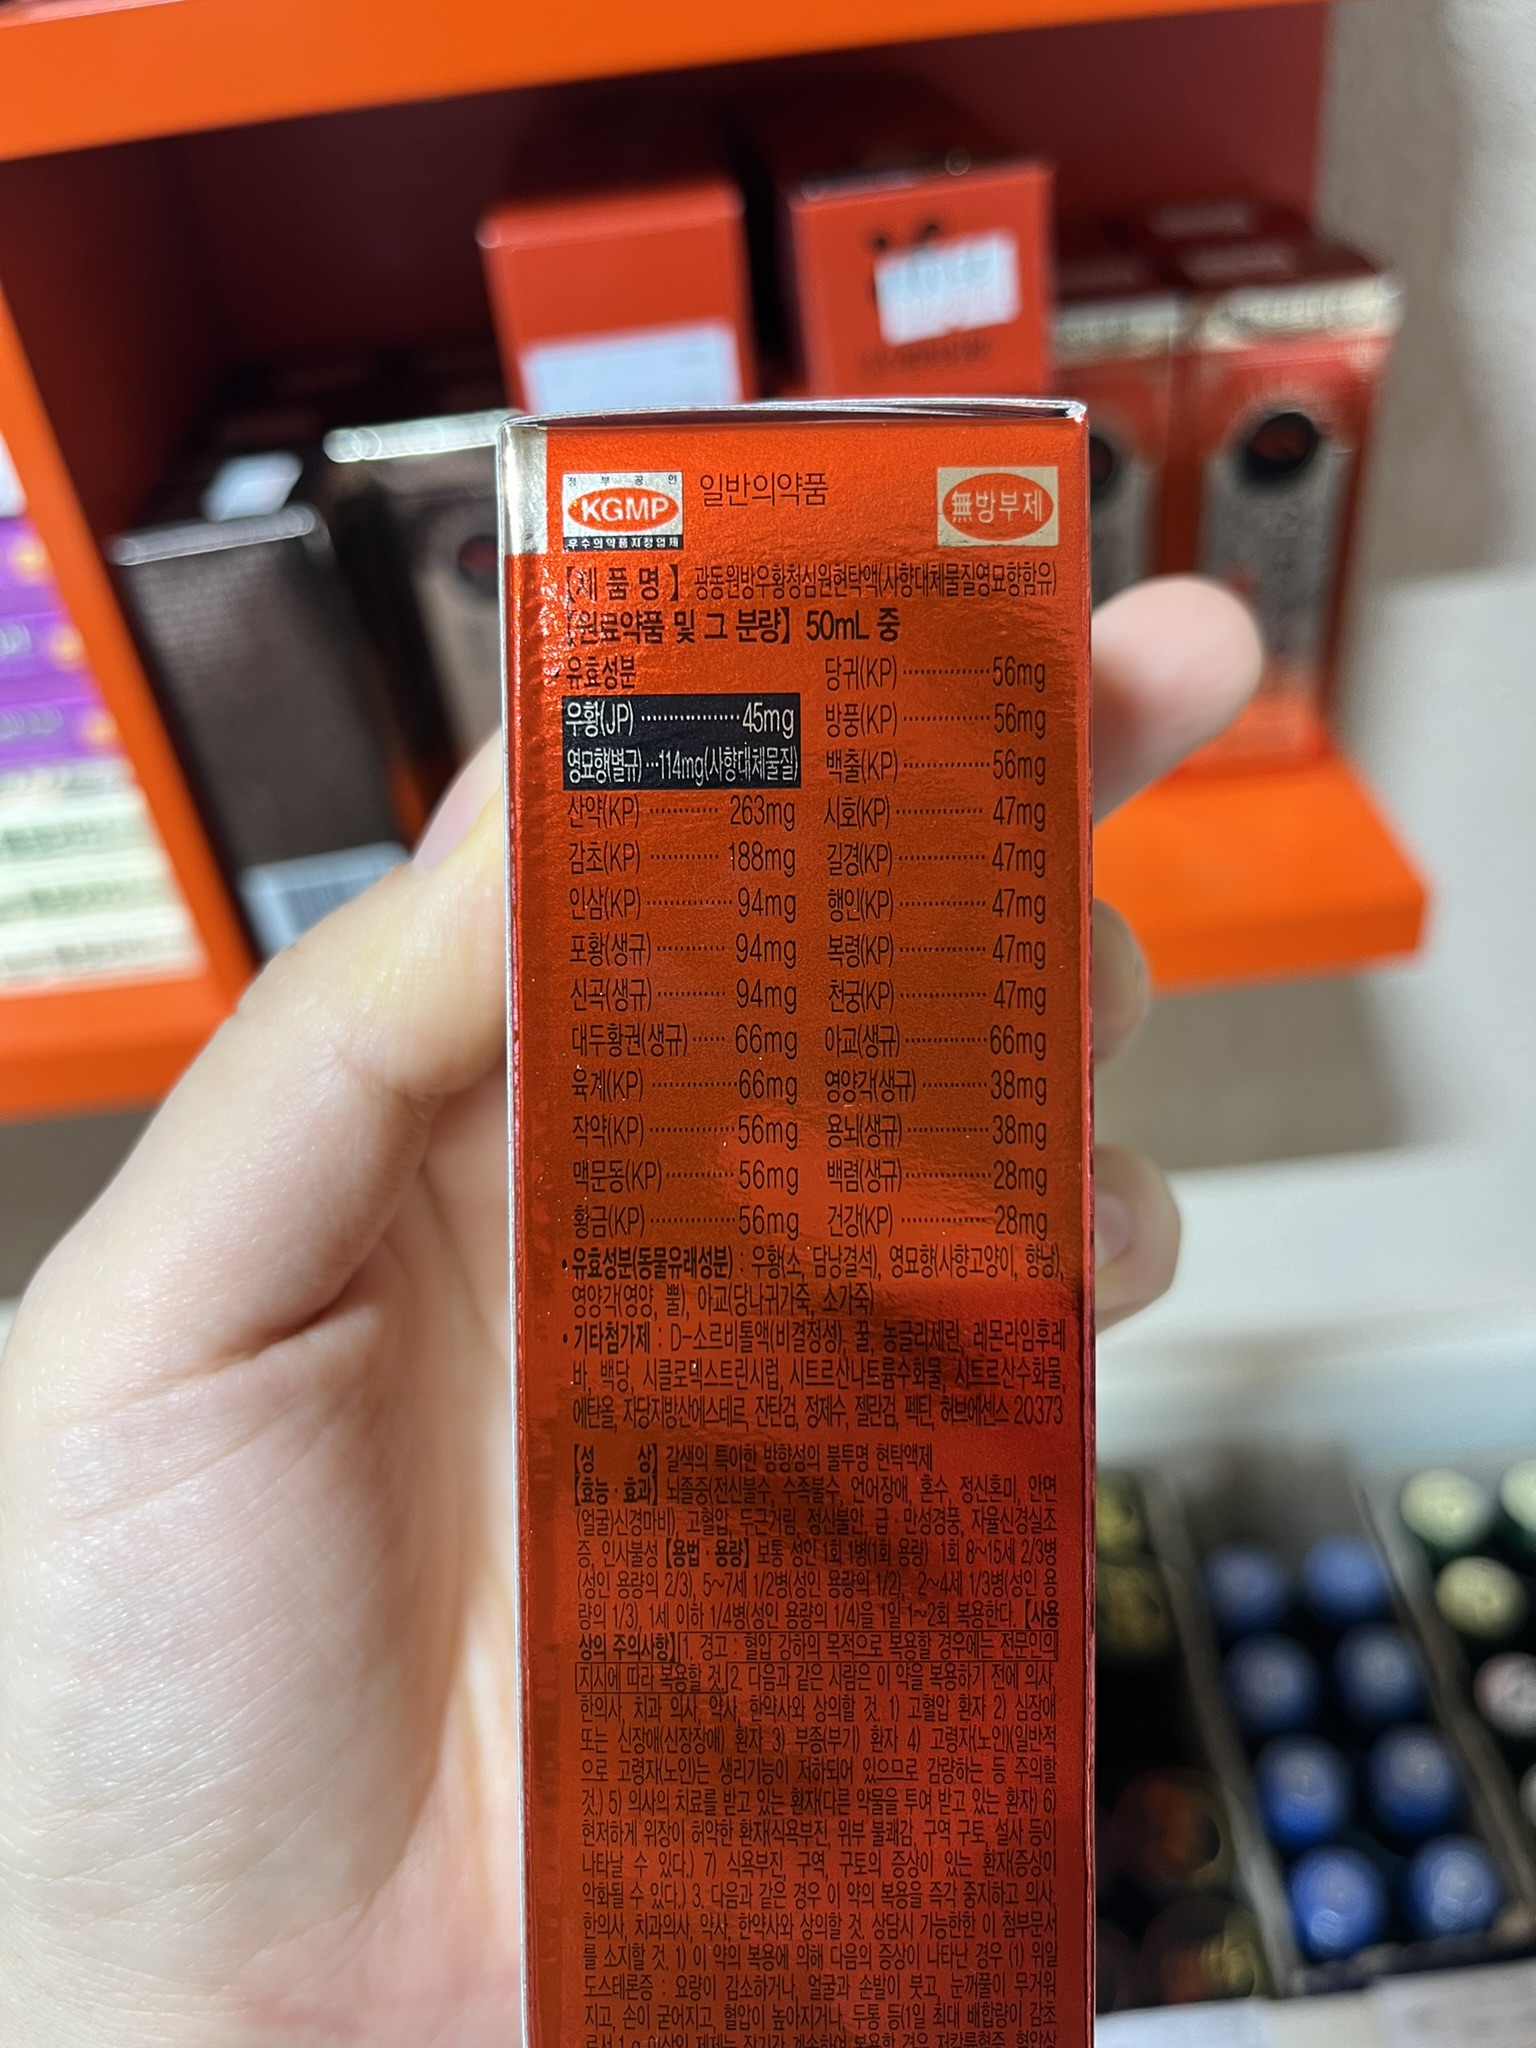 정부공인
KGMP
우수의약품지정업체
일반의약품
無방부제
【제 품 명】 광동원방우황청심원현탁액(사향대체물질영묘향함유)
【원료약품 및 그 분량】 50mL 중
·유효성분
우황(JP) ·················· 45mg
영묘향(별규) ··· 114mg(사향대체물질)
산약(KP) ············ 263mg
감초(KP) ············ 188mg
인삼(KP) ··············· 94mg
포황(생규) ············ 94mg
신곡(생규) ············ 94mg
대두황권(생규) ······ 66mg
육계(KP) ··············· 66mg
작약(KP) ··············· 56mg
맥문동(KP) ············ 56mg
황금(KP) ··············· 56mg
당귀(KP) ··············· 56mg
방풍(KP) ··············· 56mg
백출(KP) ··············· 56mg
시호(KP) ··············· 47mg
길경(KP) ··············· 47mg
행인(KP) ··············· 47mg
복령(KP) ··············· 47mg
천궁(KP) ··············· 47mg
아교(생규) ··············· 66mg
영양각(생규) ············ 38mg
용뇌(생규) ··············· 38mg
백렴(생규) ··············· 28mg
건강(KP) ··············· 28mg
·유효성분(동물유래성분) : 우황(소, 담낭결석), 영묘향(사향고양이, 향낭),
영양각(영양, 뿔), 아교(당나귀가죽, 소가죽)
·기타첨가제 : D-소르비톨액(비결정성), 꿀, 농글리세린, 레몬라임후레
바, 백당, 시클로덱스트린시럽, 시트르산나트륨수화물, 시트르산수화물,
에탄올, 자당지방산에스테르, 잔탄검, 정제수, 젤란검, 펙틴, 허브에센스 20373
【성 상】 갈색의 특이한 방향성의 불투명 현탁액제
【효능·효과】 뇌졸중(전신불수, 수족불수, 언어장애, 혼수, 정신혼미, 안면
(얼굴)신경마비), 고혈압, 두근거림, 정신불안, 급·만성경풍, 자율신경실조
증, 인사불성 【용법·용량】 보통 성인 1회 1병(1회 용량) 1회 8~15세 2/3병
(성인 용량의 2/3), 5~7세 1/2병(성인 용량의 1/2), 2~4세 1/3병(성인 용
량의 1/3), 1세 이하 1/4병(성인 용량의 1/4)을 1일 1~2회 복용한다. 【사용
상의 주의사항】 1. 경고 : 혈압 강하의 목적으로 복용할 경우에는 전문인의
지시에 따라 복용할 것. 2. 다음과 같은 사람은 이 약을 복용하기 전에 의사,
한의사, 치과 의사, 약사, 한약사와 상의할 것. 1) 고혈압 환자 2) 심장애
또는 신장애(신장장애) 환자 3) 부종(부기) 환자 4) 고령자(노인)(일반적
으로 고령자(노인)는 생리기능이 저하되어 있으므로 감량하는 등 주의할
것.) 5) 의사의 치료를 받고 있는 환자(다른 약물을 투여 받고 있는 환자) 6)
현저하게 위장이 허약한 환자(식욕부진, 위부 불쾌감, 구역 구토, 설사 등이
나타날 수 있다.) 7) 식욕부진, 구역, 구토의 증상이 있는 환자(증상이
악화될 수 있다.) 3. 다음과 같은 경우 이 약의 복용을 즉각 중지하고 의사,
한의사, 치과의사, 약사, 한약사와 상의할 것. 상담시 가능한한 이 첨부문서
를 소지할 것. 1) 이 약의 복용에 의해 다음의 증상이 나타난 경우 (1) 위알
도스테론증 : 요량이 감소하거나, 얼굴과 손발이 붓고, 눈꺼풀이 무거워
지고, 손이 굳어지고, 혈압이 높아지거나, 두통 등(1일 최대 배합량이 감초
로서 1 g 이상인 제제는 장기간 계속하여 복용할 경우 저칼륨혈증, 혈압상